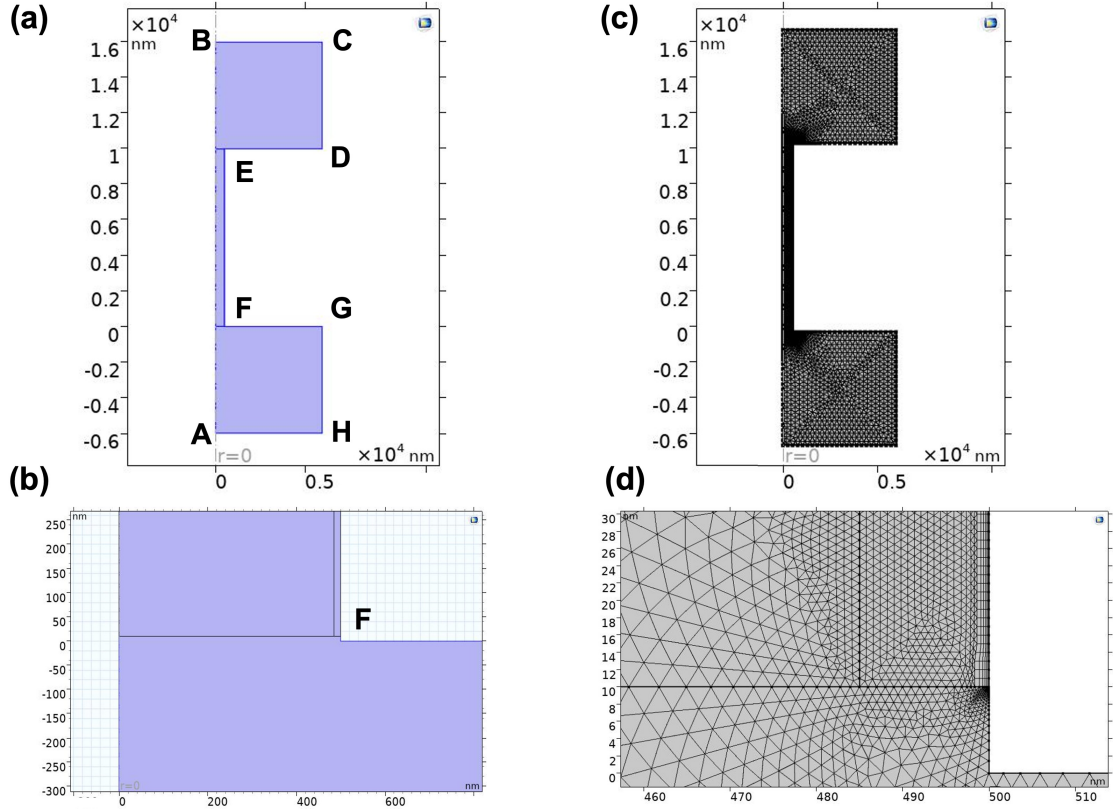 (a)
×10⁴
nm
B
C
1.6
1.4
1.2
1
0.8
0.6
0.4
0.2
0
-0.2
-0.4
-0.6
E
D
F
G
A
H
r=0
×10⁴ nm
0
0.5
(c)
×10⁴
nm
1.6
1.4
1.2
1
0.8
0.6
0.4
0.2
0
-0.2
-0.4
-0.6
r=0
×10⁴ nm
0
0.5
(b)
nm
250
200
150
100
50
0
-50
-100
-150
-200
-250
-300
F
r=0
nm
0
200
400
600
(d)
nm
30
28
26
24
22
20
18
16
14
12
10
8
6
4
2
0
nm
460
470
480
490
500
510